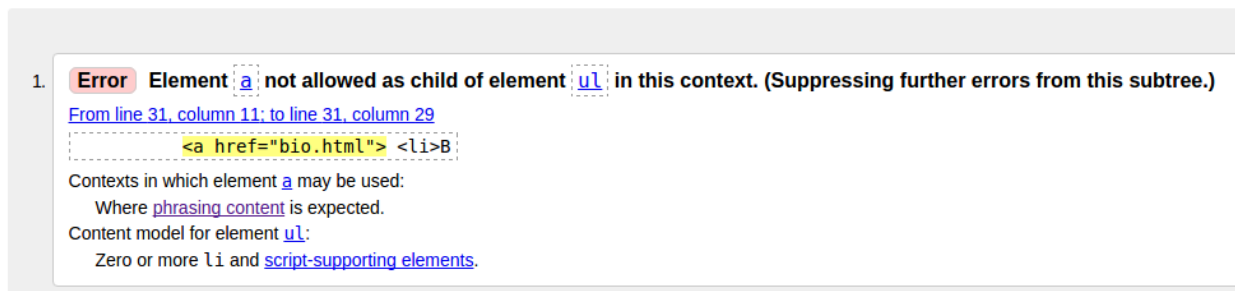 1. Error Element a not allowed as child of element ul in this context. (Suppressing further errors from this subtree.)
From line 31, column 11; to line 31, column 29
<a href="bio.html"> <li>B
Contexts in which element a may be used:
Where phrasing content is expected.
Content model for element ul:
Zero or more li and script-supporting elements.